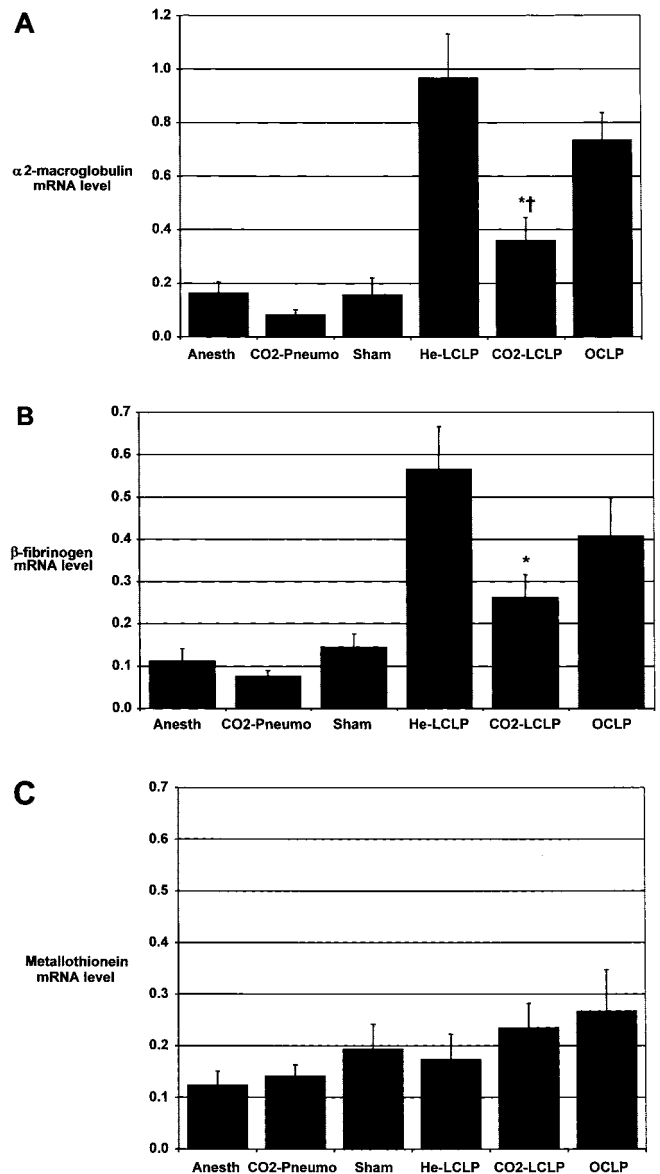 A
1.2
1.0
0.8
α2-macroglobulin
mRNA level
0.6
0.4
0.2
0.0
*†
Anesth CO2-Pneumo Sham He-LCLP CO2-LCLP OCLP
B
0.7
0.6
0.5
0.4
β-fibrinogen
mRNA level
0.3
0.2
0.1
0.0
*
Anesth CO2-Pneumo Sham He-LCLP CO2-LCLP OCLP
C
0.7
0.6
0.5
0.4
Metallothionein
mRNA level
0.3
0.2
0.1
0.0
Anesth CO2-Pneumo Sham He-LCLP CO2-LCLP OCLP